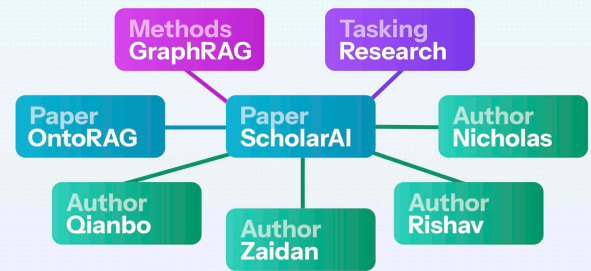 Methods
GraphRAG
Tasking
Research
Paper
OntoRAG
Paper
ScholarAI
Author
Nicholas
Author
Qianbo
Author
Zaidan
Author
Rishav